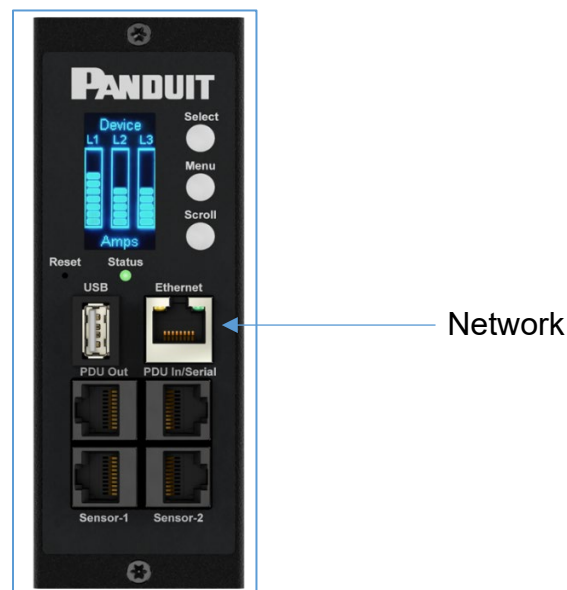 PANDUIT
Device
L1 L2 L3
Amps
Select
Menu
Scroll
Reset Status
USB Ethernet
PDU Out PDU In/Serial
Sensor-1 Sensor-2
Network